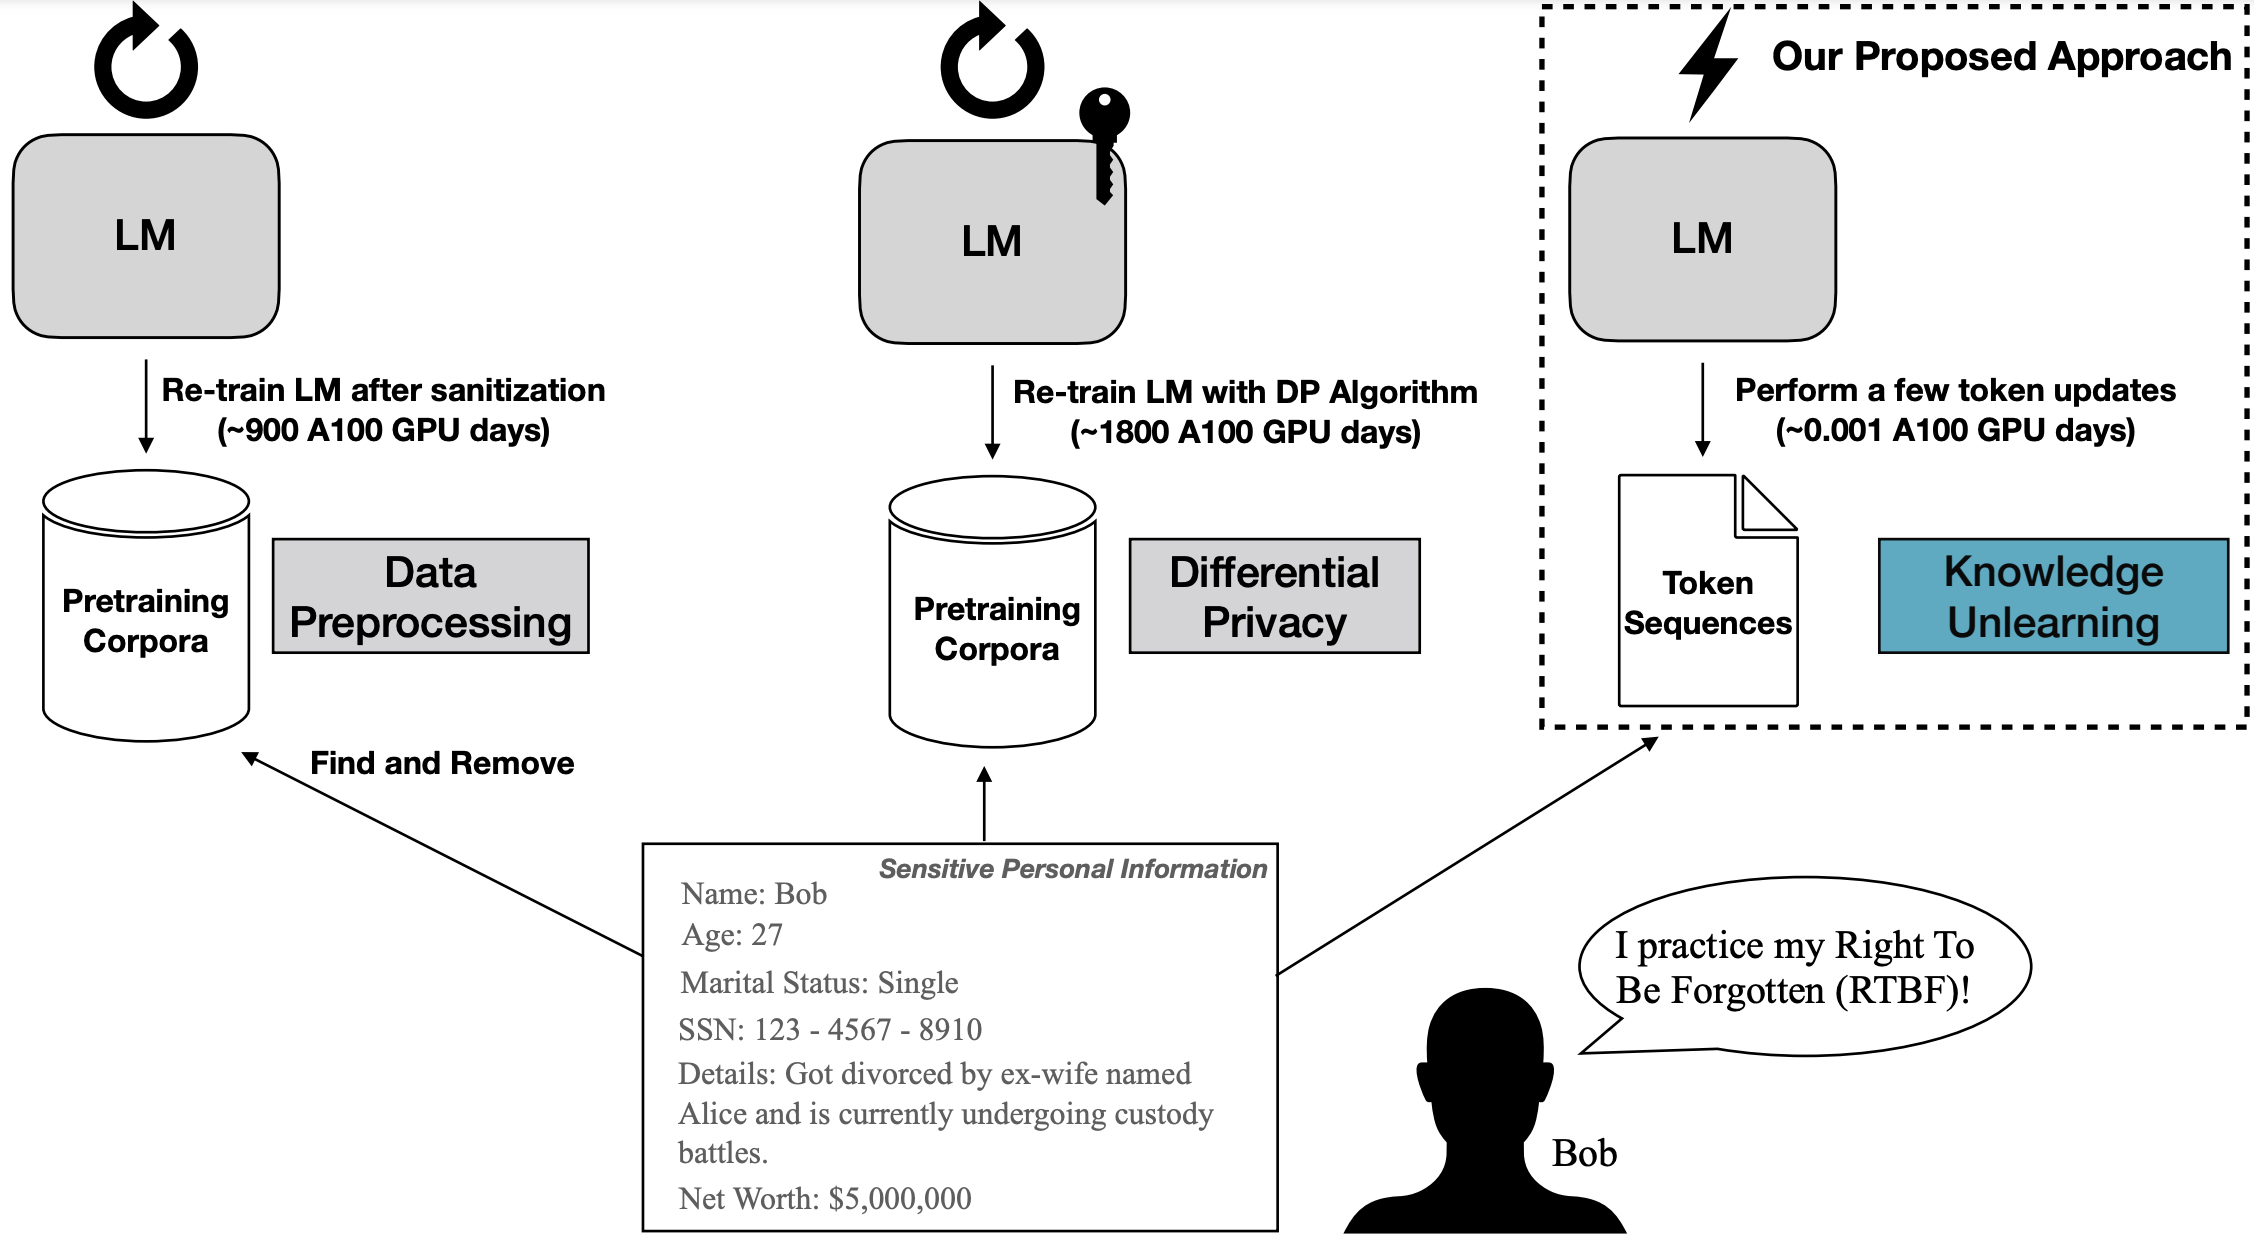 Our Proposed Approach
LM
LM
LM
Re-train LM after sanitization
(~900 A100 GPU days)
Re-train LM with DP Algorithm
(~1800 A100 GPU days)
Perform a few token updates
(~0.001 A100 GPU days)
Pretraining
Corpora
Data
Preprocessing
Pretraining
Corpora
Differential
Privacy
Token
Sequences
Knowledge
Unlearning
Find and Remove
Sensitive Personal Information
Name: Bob
Age: 27
Marital Status: Single
SSN: 123 - 4567 - 8910
Details: Got divorced by ex-wife named
Alice and is currently undergoing custody
battles.
Net Worth: $5,000,000
I practice my Right To
Be Forgotten (RTBF)!
Bob